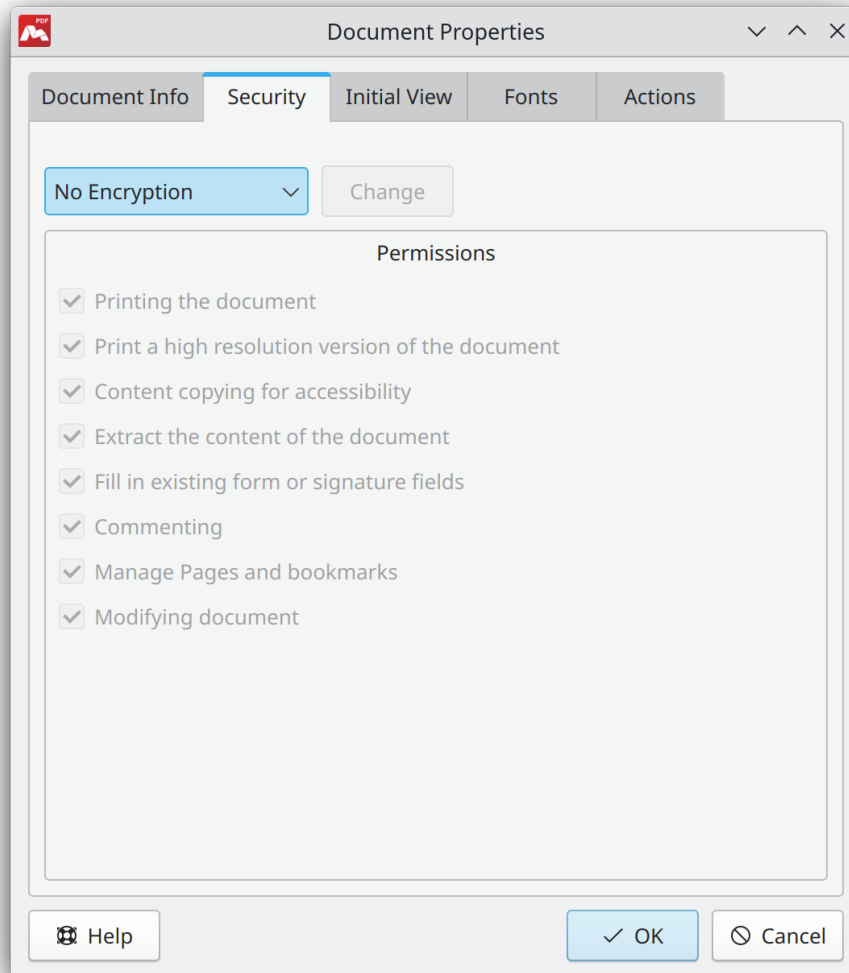 PDF
Document Properties
Document Info Security Initial View Fonts Actions
No Encryption Change
Permissions
Printing the document
Print a high resolution version of the document
Content copying for accessibility
Extract the content of the document
Fill in existing form or signature fields
Commenting
Manage Pages and bookmarks
Modifying document
Help OK Cancel